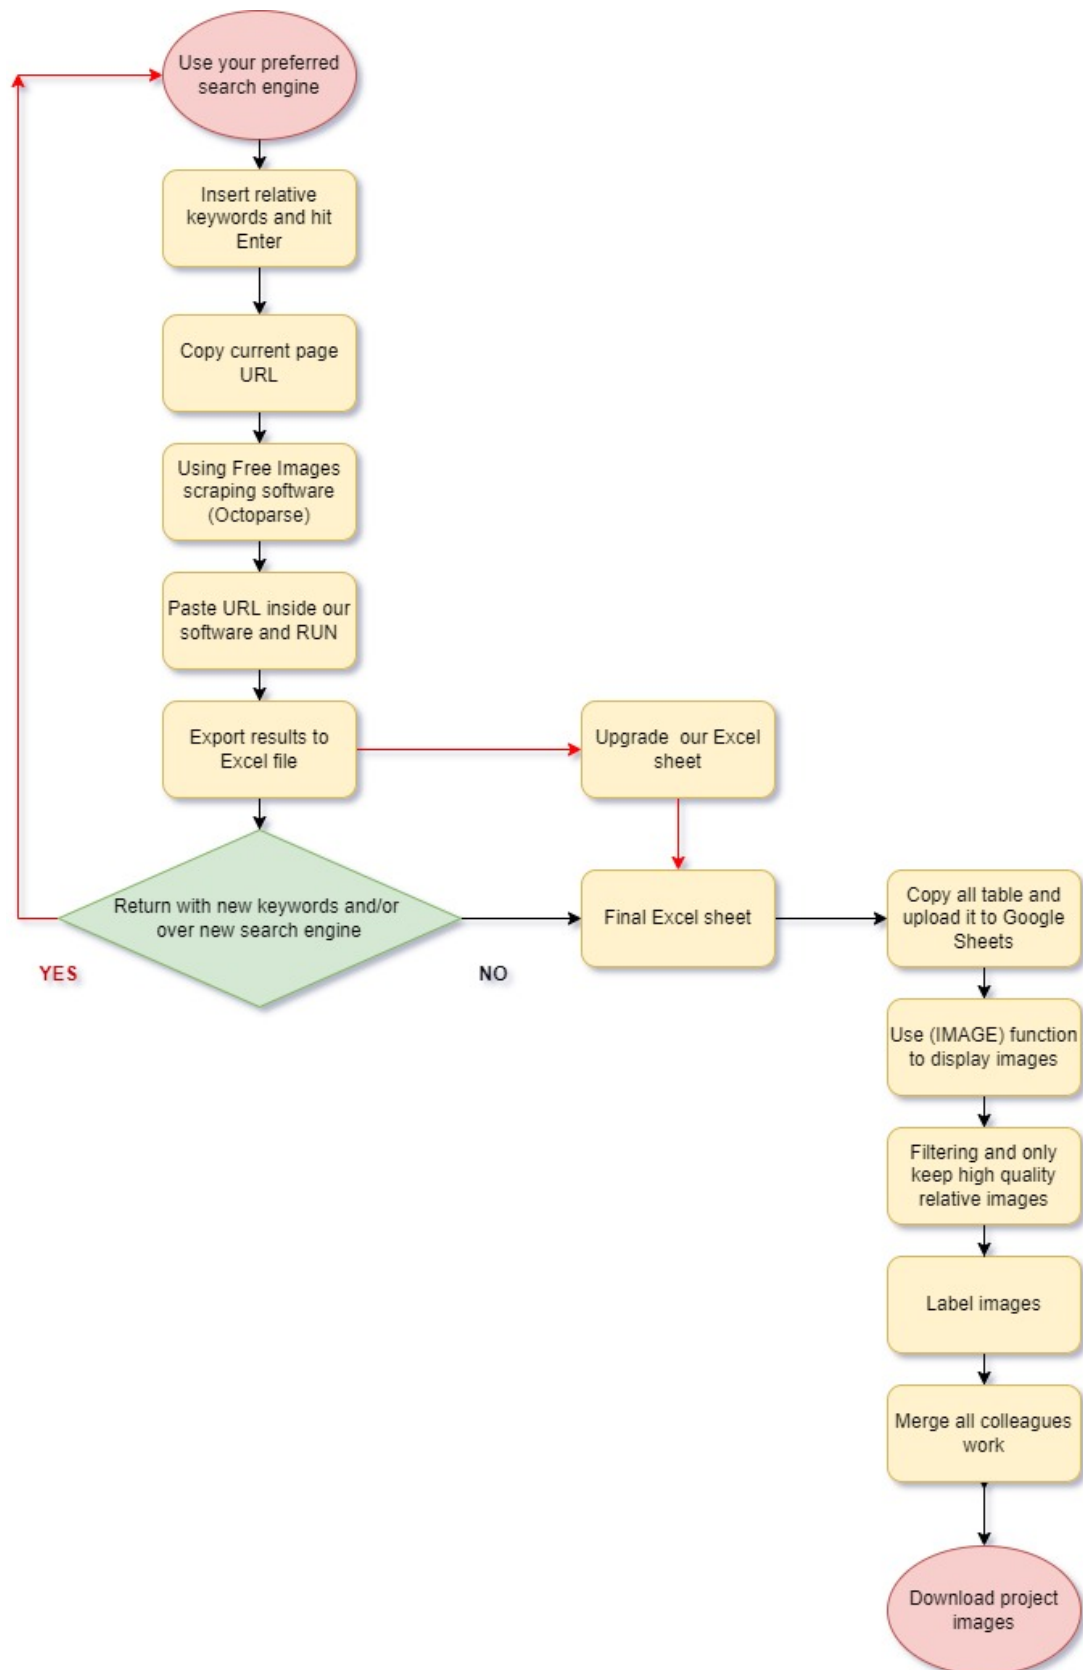 Use your preferred
search engine
Insert relative
keywords and hit
Enter
Copy current page
URL
Using Free Images
scraping software
(Octoparse)
Paste URL inside our
software and RUN
Export results to
Excel file
Upgrade our Excel
sheet
Return with new keywords and/or
over new search engine
YES
NO
Final Excel sheet
Copy all table and
upload it to Google
Sheets
Use (IMAGE) function
to display images
Filtering and only
keep high quality
relative images
Label images
Merge all colleagues
work
Download project
images